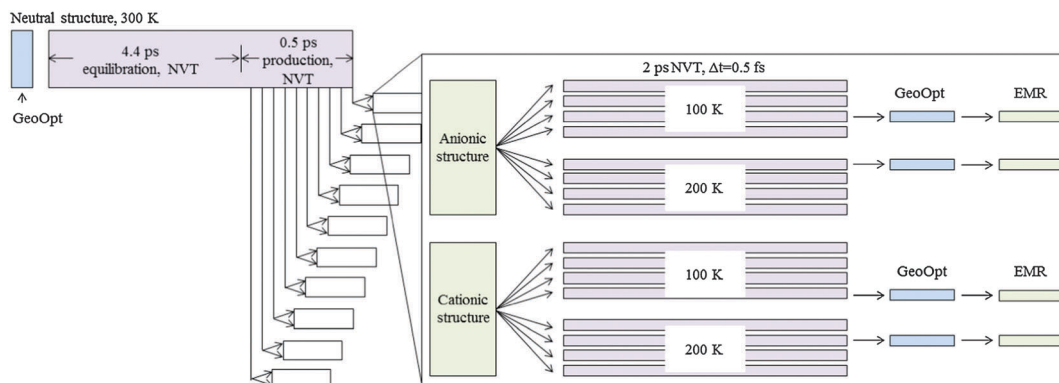 Neutral structure, 300 K
4.4 ps
equilibration, NVT
0.5 ps
production,
NVT
GeoOpt
2 ps NVT, Δt=0.5 fs
Anionic
structure
100 K
200 K
GeoOpt
EMR
Cationic
structure
100 K
200 K
GeoOpt
EMR